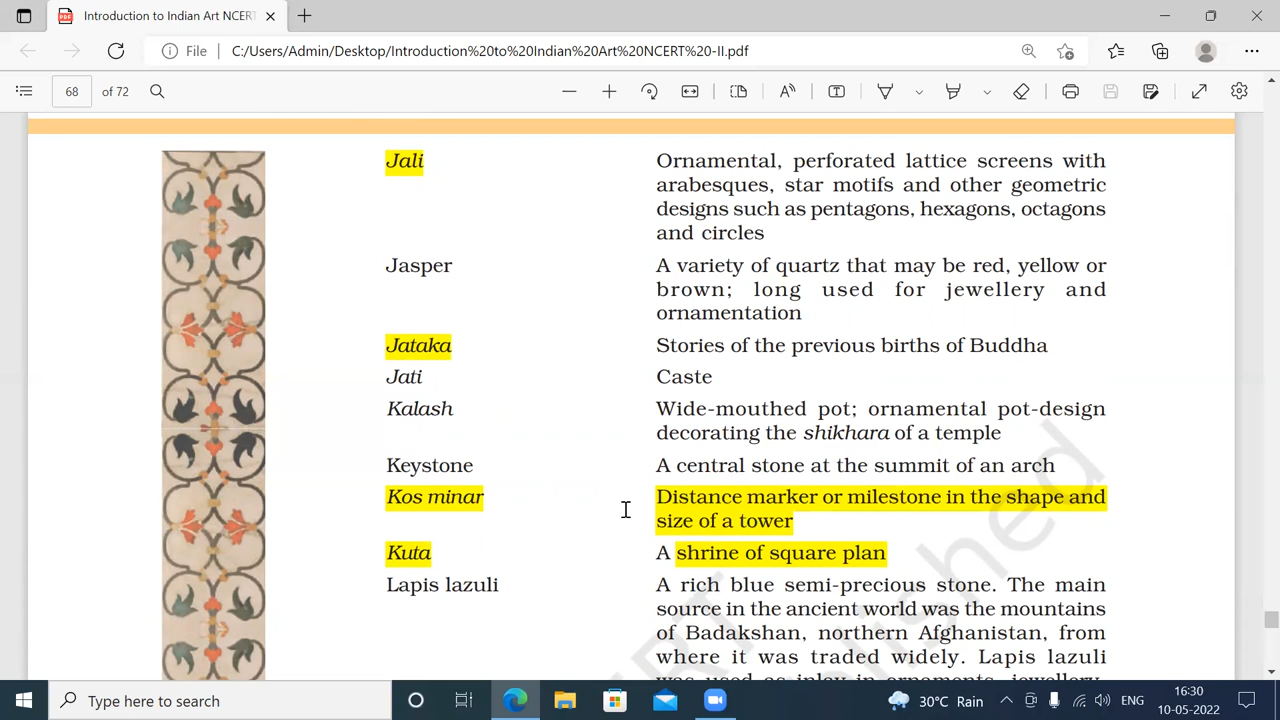 Introduction to Indian Art NCERT
File C:/Users/Admin/Desktop/Introduction%20to%20Indian%20Art%20NCERT%20-II.pdf
68 of 72
Jali Ornamental, perforated lattice screens with
arabesques, star motifs and other geometric
designs such as pentagons, hexagons, octagons
and circles
Jasper A variety of quartz that may be red, yellow or
brown; long used for jewellery and
ornamentation
Jataka Stories of the previous births of Buddha
Jati Caste
Kalash Wide-mouthed pot; ornamental pot-design
decorating the shikhara of a temple
Keystone A central stone at the summit of an arch
Kos minar Distance marker or milestone in the shape and
size of a tower
Kuta A shrine of square plan
Lapis lazuli A rich blue semi-precious stone. The main
source in the ancient world was the mountains
of Badakshan, northern Afghanistan, from
where it was traded widely. Lapis lazuli
was used as inlay in ornaments, jewellery,
Type here to search
30°C Rain
ENG
16:30
10-05-2022